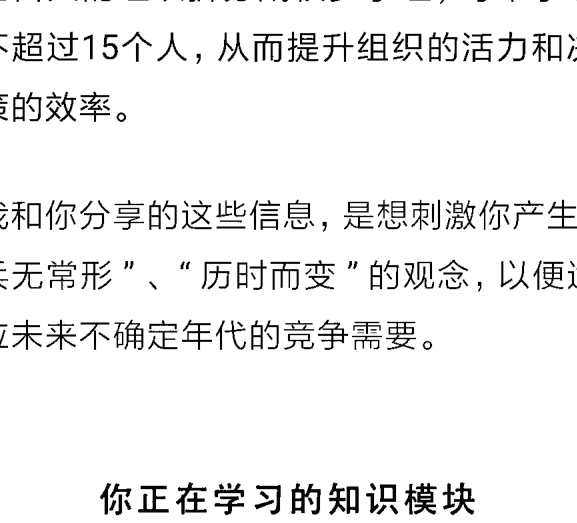 不超过15个人，从而提升组织的活力和决
策的效率。
我和你分享的这些信息，是想刺激你产生
兵无常形”、“历时而变”的观念，以便适
应未来不确定年代的竞争需要。
你正在学习的知识模块